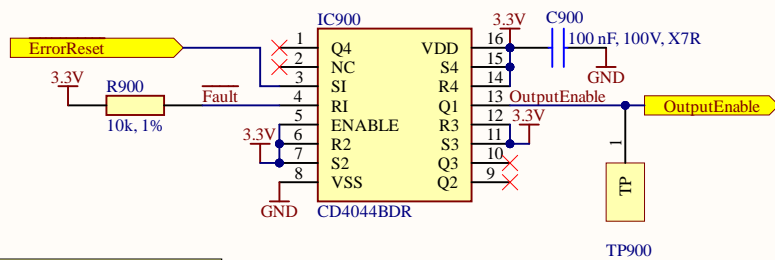 IC900
ErrorReset
3.3V
R900
10k, 1%
Fault
3.3V
GND
1
2
3
4
5
6
7
8
Q4
NC
SI
RI
ENABLE
R2
S2
VSS
VDD
S4
R4
Q1
R3
S3
Q3
Q2
16
15
14
13
12
11
10
9
CD4044BDR
3.3V
C900
100 nF, 100V, X7R
GND
OutputEnable
OutputEnable
3.3V
1
TP
TP900